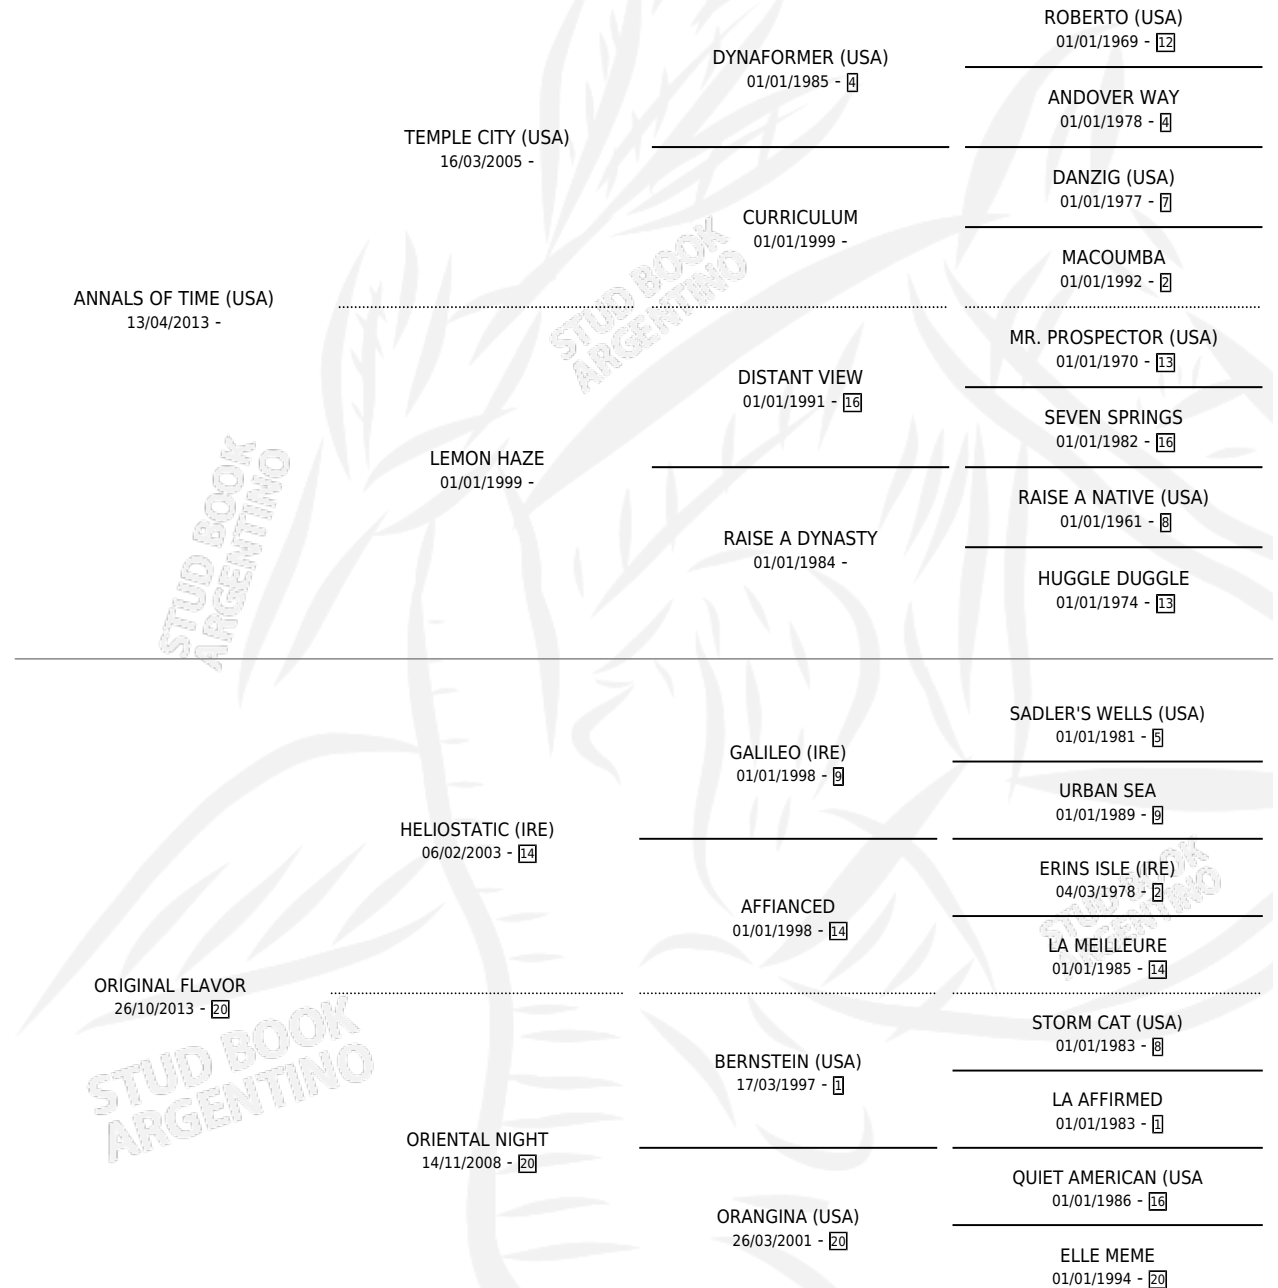 ROBERTO (USA)
01/01/1969 - 12
DYNAFORMER (USA)
01/01/1985 - 4
ANDOVER WAY
01/01/1978 - 4
TEMPLE CITY (USA)
16/03/2005 -
DANZIG (USA)
01/01/1977 - 7
CURRICULUM
01/01/1999 -
MACOUMBA
01/01/1992 - 2
ANNALS OF TIME (USA)
13/04/2013 -
STUD BOOK
ARGENTINO
MR. PROSPECTOR (USA)
01/01/1970 - 13
DISTANT VIEW
01/01/1991 - 16
SEVEN SPRINGS
01/01/1982 - 16
LEMON HAZE
01/01/1999 -
RAISE A NATIVE (USA)
01/01/1961 - 8
RAISE A DYNASTY
01/01/1984 -
HUGGLE DUGGLE
01/01/1974 - 13
STUD BOOK
ARGENTINO
SADLER'S WELLS (USA)
01/01/1981 - 5
GALILEO (IRE)
01/01/1998 - 9
URBAN SEA
01/01/1989 - 9
HELIOSTATIC (IRE)
06/02/2003 - 14
ERINS ISLE (IRE)
04/03/1978 - 2
STUD BOOK
ARGENTINO
AFFIANCED
01/01/1998 - 14
LA MEILLEURE
01/01/1985 - 14
ORIGINAL FLAVOR
26/10/2013 - 20
STUD BOOK
ARGENTINO
STORM CAT (USA)
01/01/1983 - 8
BERNSTEIN (USA)
17/03/1997 - 1
LA AFFIRMED
01/01/1983 - 1
ORIENTAL NIGHT
14/11/2008 - 20
QUIET AMERICAN (USA
01/01/1986 - 16
ORANGINA (USA)
26/03/2001 - 20
ELLE MEME
01/01/1994 - 20